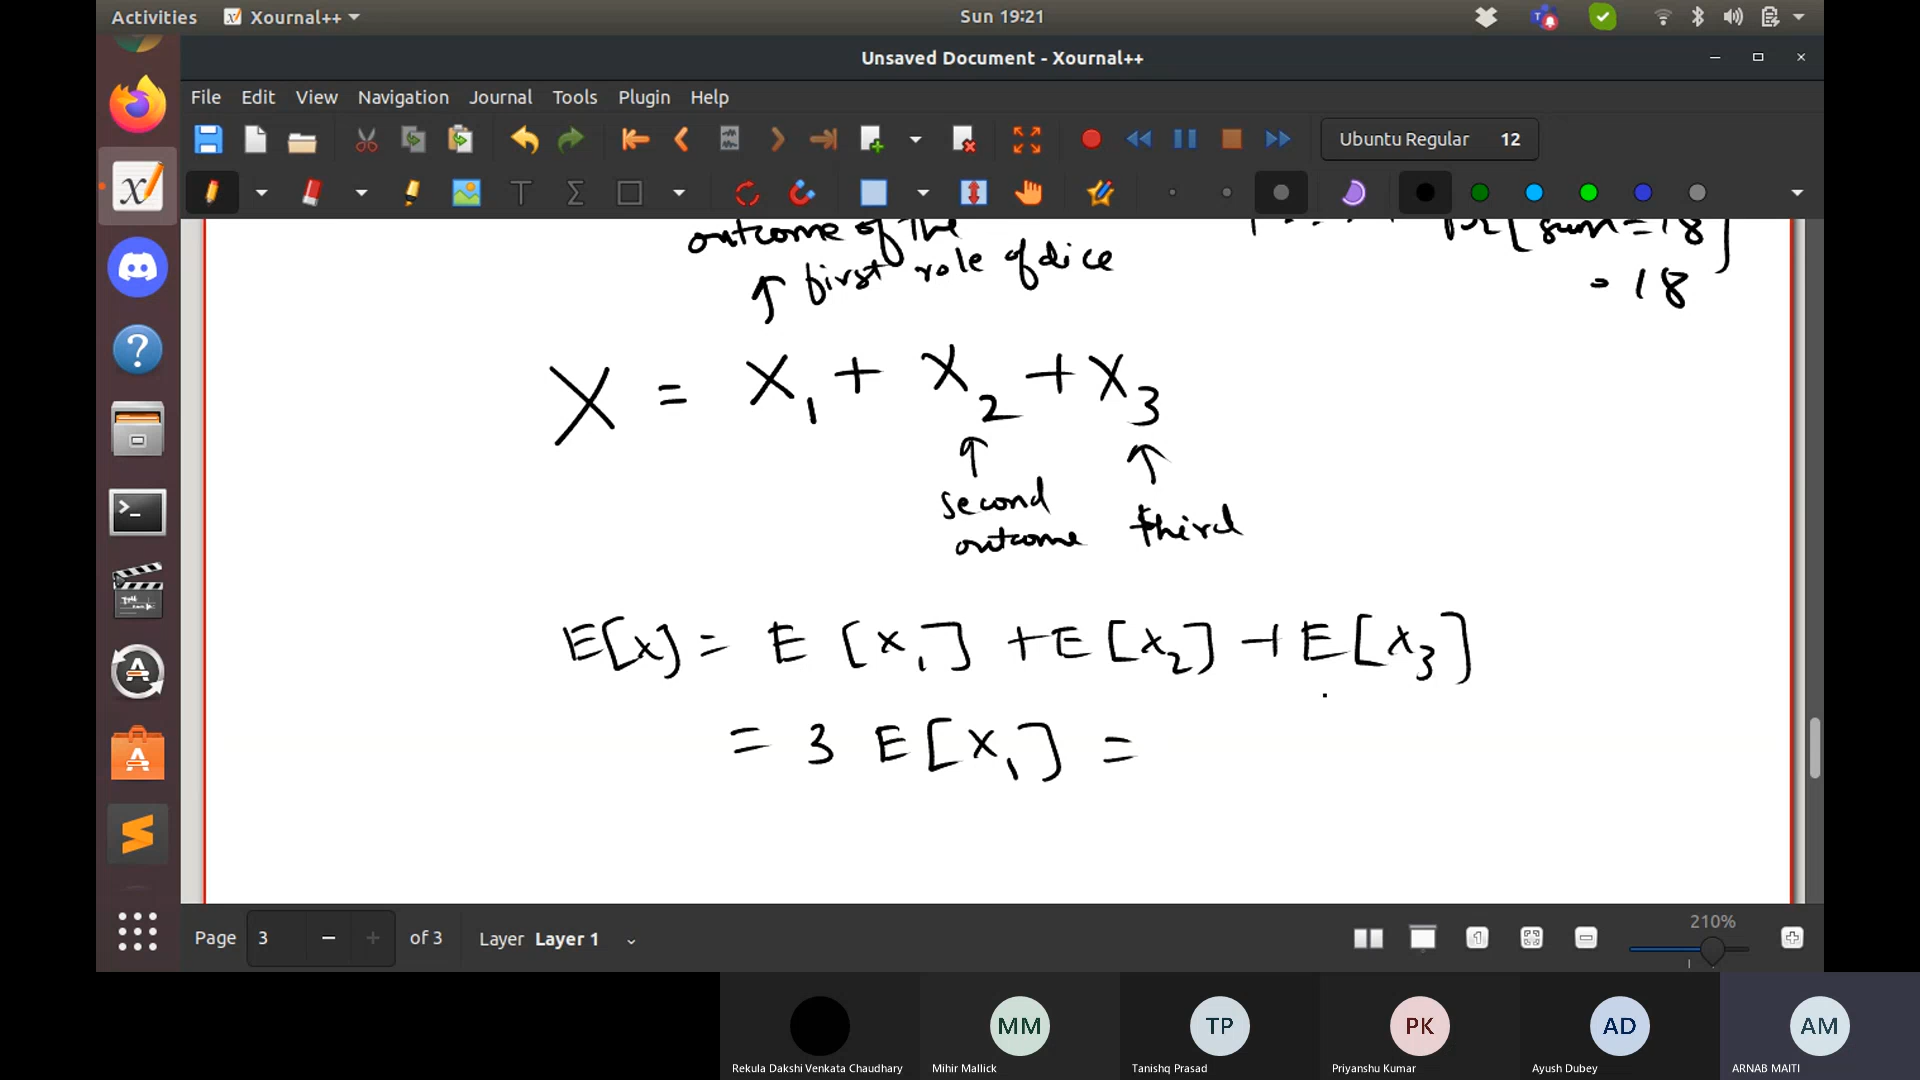 Activities Xournal++ Sun 19:21
Unsaved Document - Xournal++
File Edit View Navigation Journal Tools Plugin Help
Ubuntu Regular 12
outcome of the
first role of dice
[sum = 18]
= 18
X = X₁ + X₂ + X₃
second
outcome
third
E[X] = E[X₁] + E[X₂] + E[X₃]
= 3 E[X₁] =
Page 3 of 3 Layer Layer 1
210%
MM TP PK AD AM
Rekula Dakshi Venkata Chaudhary Mihir Mallick Tanishq Prasad Priyanshu Kumar Ayush Dubey ARNAB MAITI